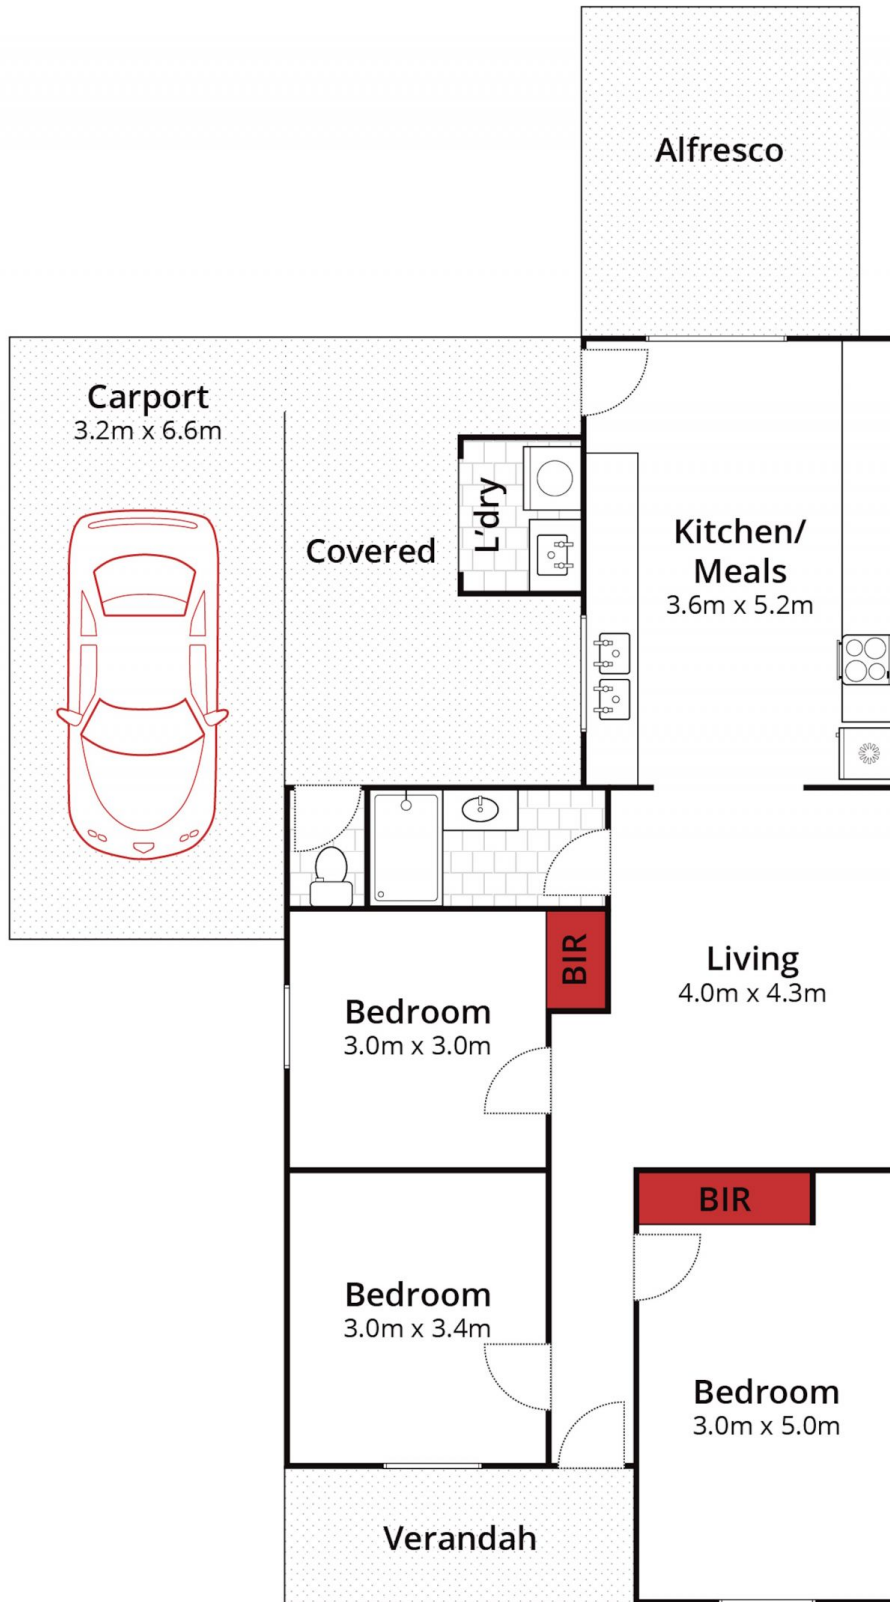 Alfresco
Carport
3.2m x 6.6m
L'dry
Covered
Kitchen/
Meals
3.6m x 5.2m
BIR
Living
4.0m x 4.3m
Bedroom
3.0m x 3.0m
BIR
Bedroom
3.0m x 3.4m
Bedroom
3.0m x 5.0m
Verandah